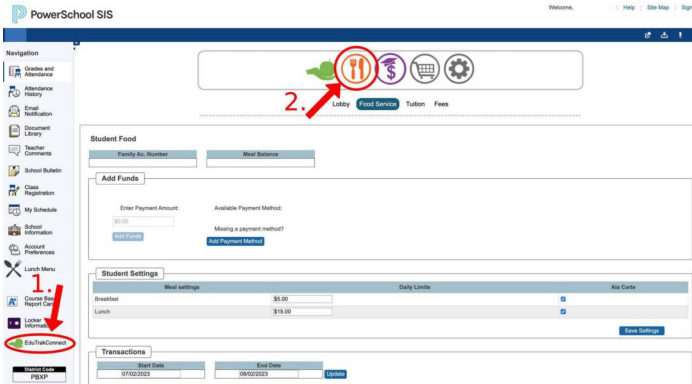 PowerSchool SIS
Welcome, | Help | Site Map | Sign
Navigation
Grades and
Attendance
Attendance
History
Email
Notification
Document
Library
Teacher
Comments
School Bulletin
Class
Registration
My Schedule
School
Information
Account
Preferences
Lunch Menu
1.
Report Card
Locker
EduTrakConnect
District Code
PBXP
2.
Lobby Food Service Tuition Fees
Student Food
Family Ac. Number Meal Balance
Add Funds
Enter Payment Amount: Available Payment Method:
$0.00
Missing a payment method?
Add Funds Add Payment Method
Student Settings
Meal settings Daily Limits Ala Carte
Breakfast $5.00
Lunch $15.00
Save Settings
Transactions
Start Date End Date
07/02/2023 08/02/2023 Update